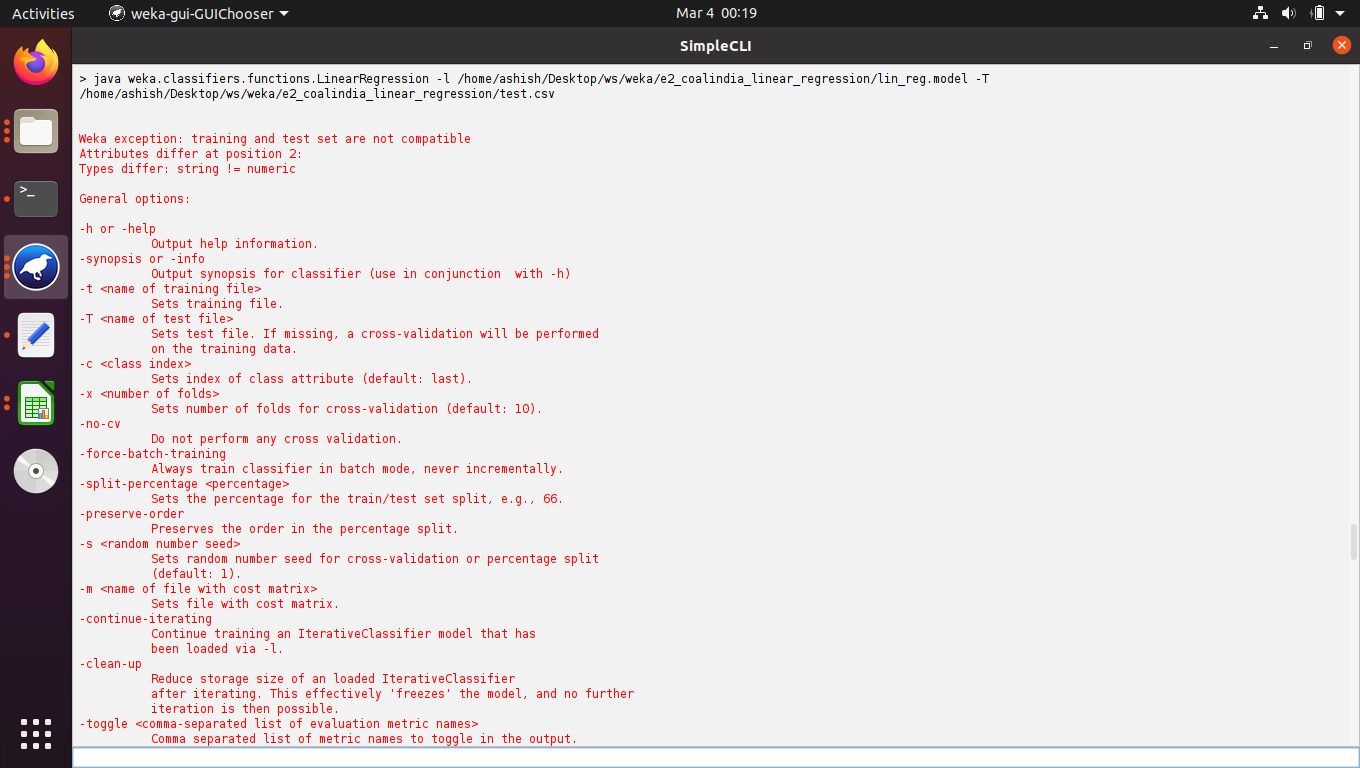 Activities
weka-gui-GUIChooser
Mar 4 00:19
SimpleCLI
> java weka.classifiers.functions.LinearRegression -l /home/ashish/Desktop/ws/weka/e2_coalindia_linear_regression/lin_reg.model -T
/home/ashish/Desktop/ws/weka/e2_coalindia_linear_regression/test.csv
Weka exception: training and test set are not compatible
Attributes differ at position 2:
Types differ: string != numeric
General options:
-h or -help
Output help information.
-synopsis or -info
Output synopsis for classifier (use in conjunction  with -h)
-t <name of training file>
Sets training file.
-T <name of test file>
Sets test file. If missing, a cross-validation will be performed
on the training data.
-c <class index>
Sets index of class attribute (default: last).
-x <number of folds>
Sets number of folds for cross-validation (default: 10).
-no-cv
Do not perform any cross validation.
-force-batch-training
Always train classifier in batch mode, never incrementally.
-split-percentage <percentage>
Sets the percentage for the train/test set split, e.g., 66.
-preserve-order
Preserves the order in the percentage split.
-s <random number seed>
Sets random number seed for cross-validation or percentage split
(default: 1).
-m <name of file with cost matrix>
Sets file with cost matrix.
-continue-iterating
Continue training an IterativeClassifier model that has
been loaded via -l.
-clean-up
Reduce storage size of an loaded IterativeClassifier
after iterating. This effectively 'freezes' the model, and no further
iteration is then possible.
-toggle <comma-separated list of evaluation metric names>
Comma separated list of metric names to toggle in the output.